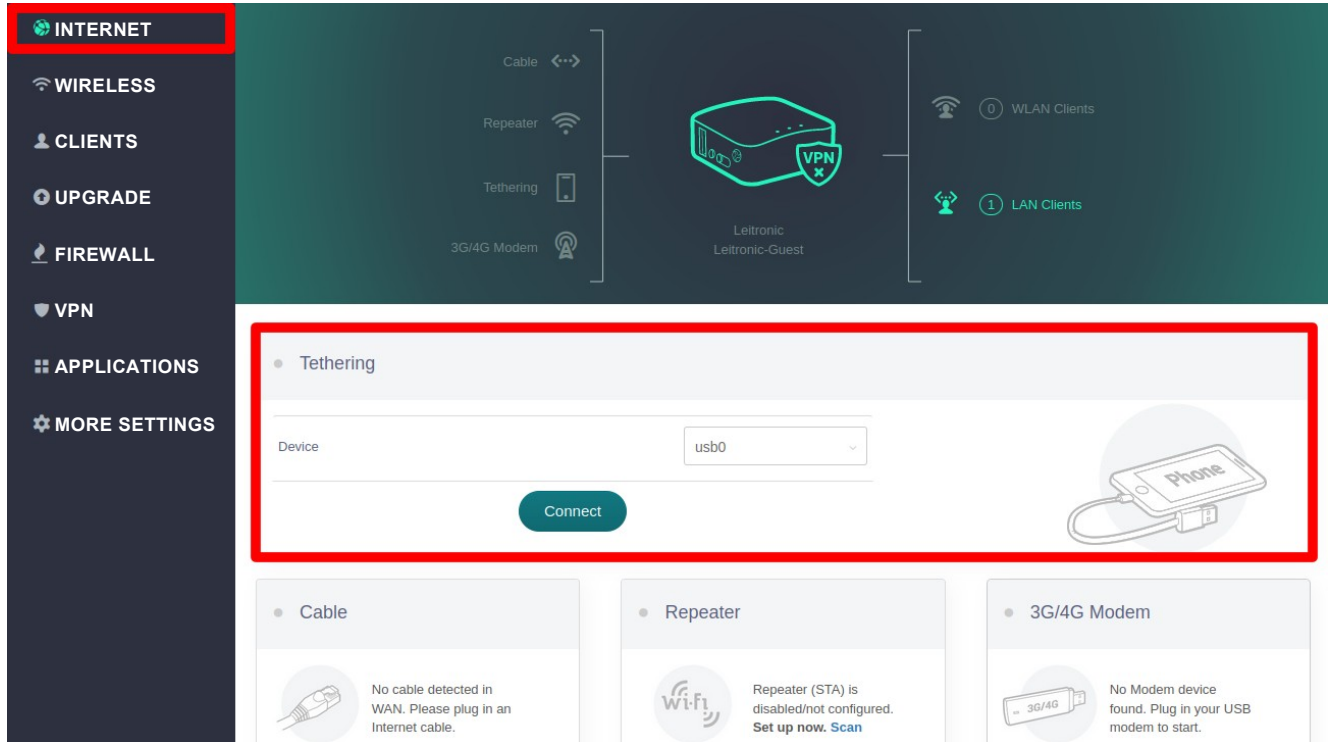 INTERNET
WIRELESS
CLIENTS
UPGRADE
FIREWALL
VPN
APPLICATIONS
MORE SETTINGS
Cable
Repeater
Tethering
3G/4G Modem
VPN
Leitronic
Leitronic-Guest
0 WLAN Clients
1 LAN Clients
Tethering
Device
usb0
Connect
Phone
Cable
No cable detected in
WAN. Please plug in an
Internet cable.
Repeater
Wi-Fi
Repeater (STA) is
disabled/not configured.
Set up now. Scan
3G/4G Modem
3G/4G
No Modem device
found. Plug in your USB
modem to start.